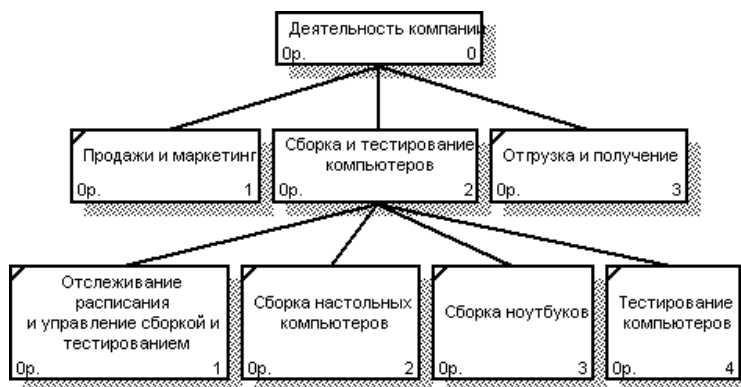 Деятельность компании
0р. 0
Продажи и маркетинг
0р. 1
Сборка и тестирование
компьютеров
0р. 2
Отгрузка и получение
0р. 3
Отслеживание
расписания
и управление сборкой и
тестированием
0р. 1
Сборка настольных
компьютеров
0р. 2
Сборка ноутбуков
0р. 3
Тестирование
компьютеров
0р. 4